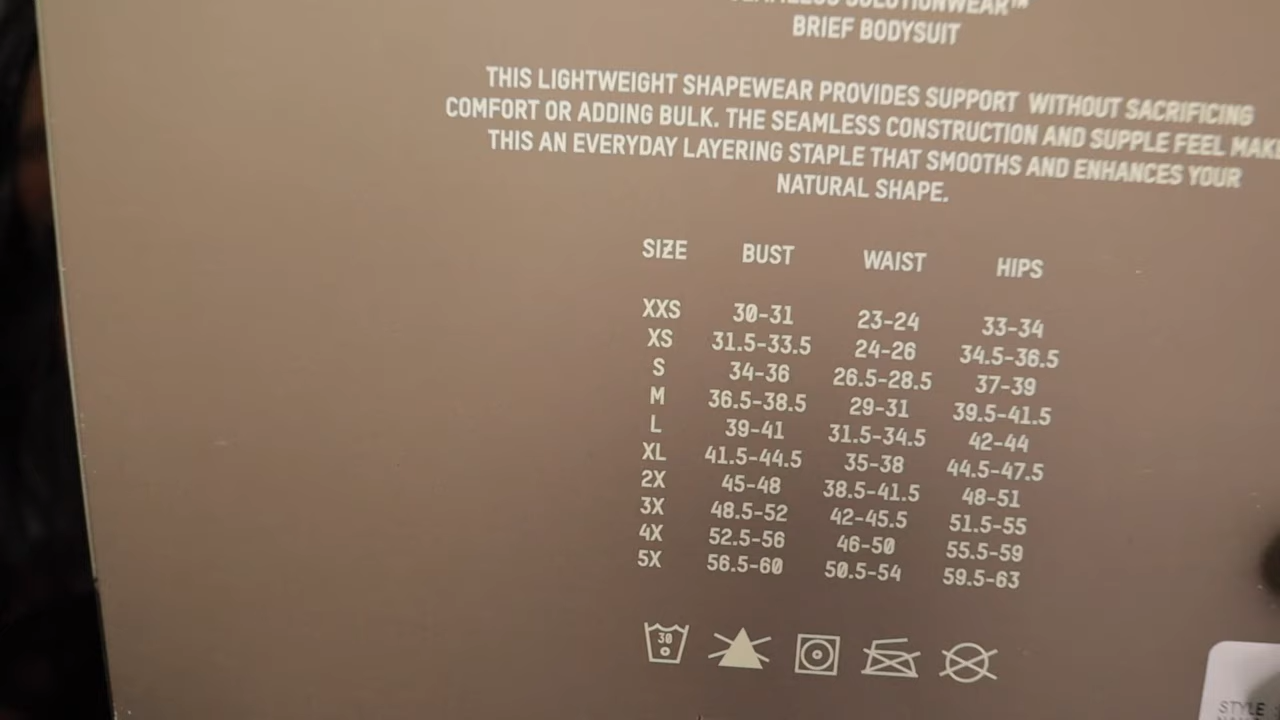 SEAMLESS SOLUTIONWEAR™
BRIEF BODYSUIT
THIS LIGHTWEIGHT SHAPEWEAR PROVIDES SUPPORT WITHOUT SACRIFICING
COMFORT OR ADDING BULK. THE SEAMLESS CONSTRUCTION AND SUPPLE FEEL MAKE
THIS AN EVERYDAY LAYERING STAPLE THAT SMOOTHS AND ENHANCES YOUR
NATURAL SHAPE.
SIZE BUST WAIST HIPS
XXS 30-31 23-24 33-34
XS 31.5-33.5 24-26 34.5-36.5
S 34-36 26.5-28.5 37-39
M 36.5-38.5 29-31 39.5-41.5
L 39-41 31.5-34.5 42-44
XL 41.5-44.5 35-38 44.5-47.5
2X 45-48 38.5-41.5 48-51
3X 48.5-52 42-45.5 51.5-55
4X 52.5-56 46-50 55.5-59
5X 56.5-60 50.5-54 59.5-63
30
STYLE